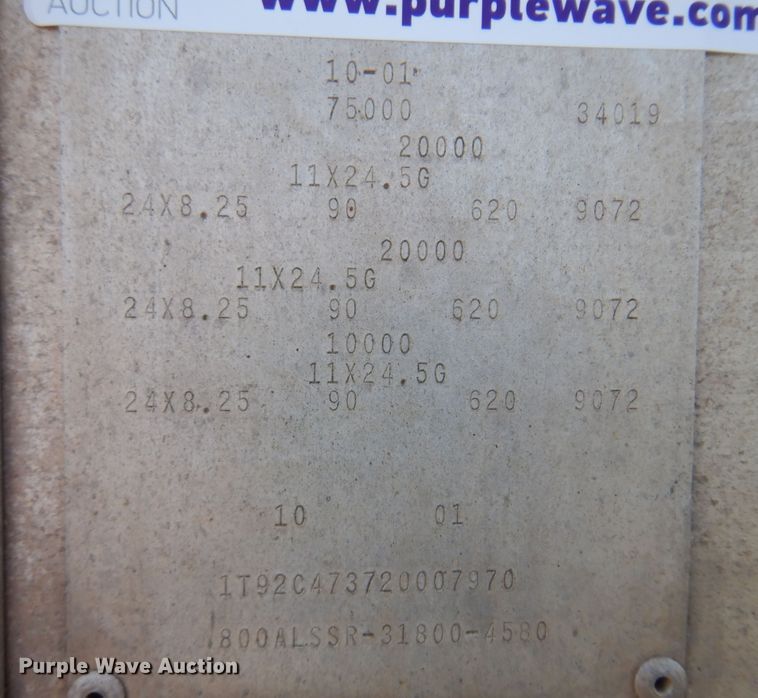 AUCTION
www.purplewave.com
10-01
75000 34019
20000
11X24.5G
24X8.25 90 620 9072
20000
11X24.5G
24X8.25 90 620 9072
10000
11X24.5G
24X8.25 90 620 9072
10 01
1T92C473720007970
800ALSSR-31800-4580
Purple Wave Auction